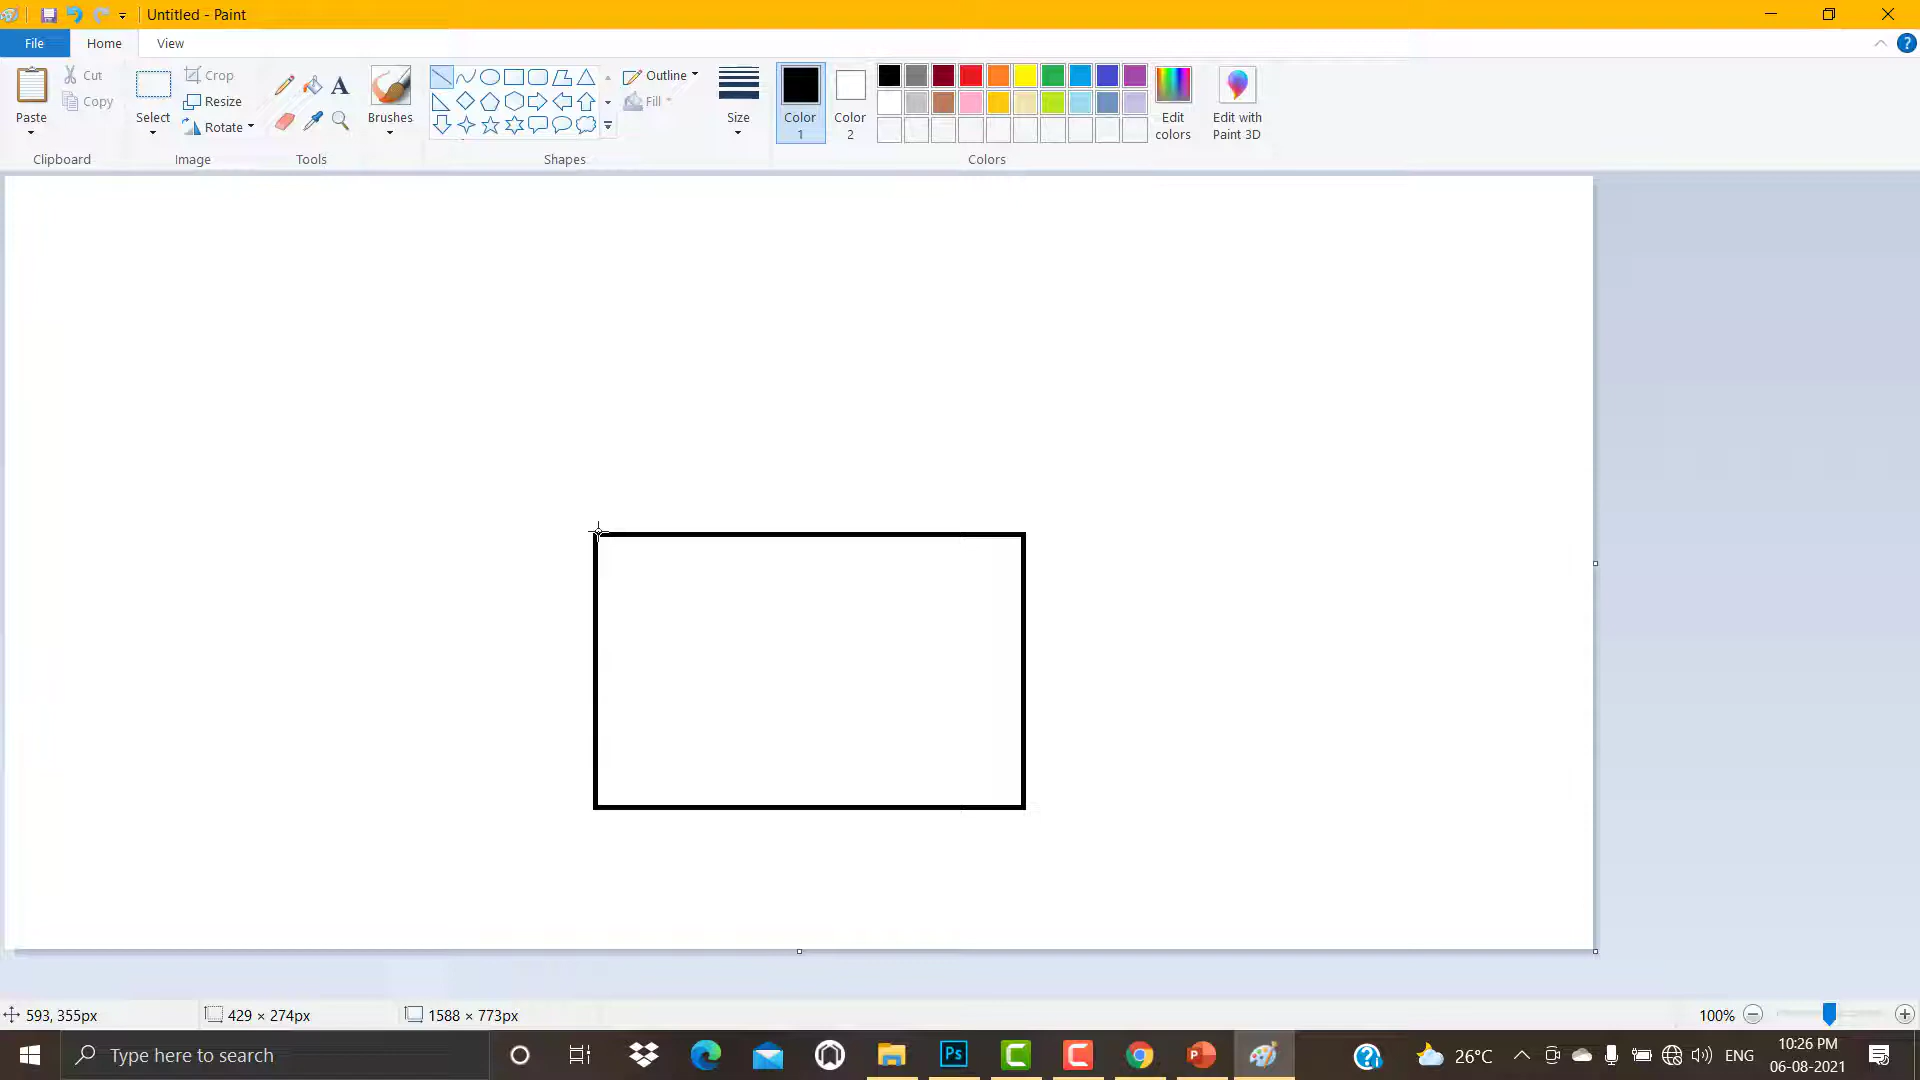 Untitled - Paint
File Home View
Paste
Cut
Copy
Clipboard
Select
Crop
Resize
Rotate
Image
A
Tools
Brushes
Shapes
Outline
Fill
Size
Color 1
Color 2
Colors
Edit colors
Edit with Paint 3D
593, 355px
429 × 274px
1588 × 773px
100%
Type here to search
Ps
26°C
ENG
10:26 PM
06-08-2021